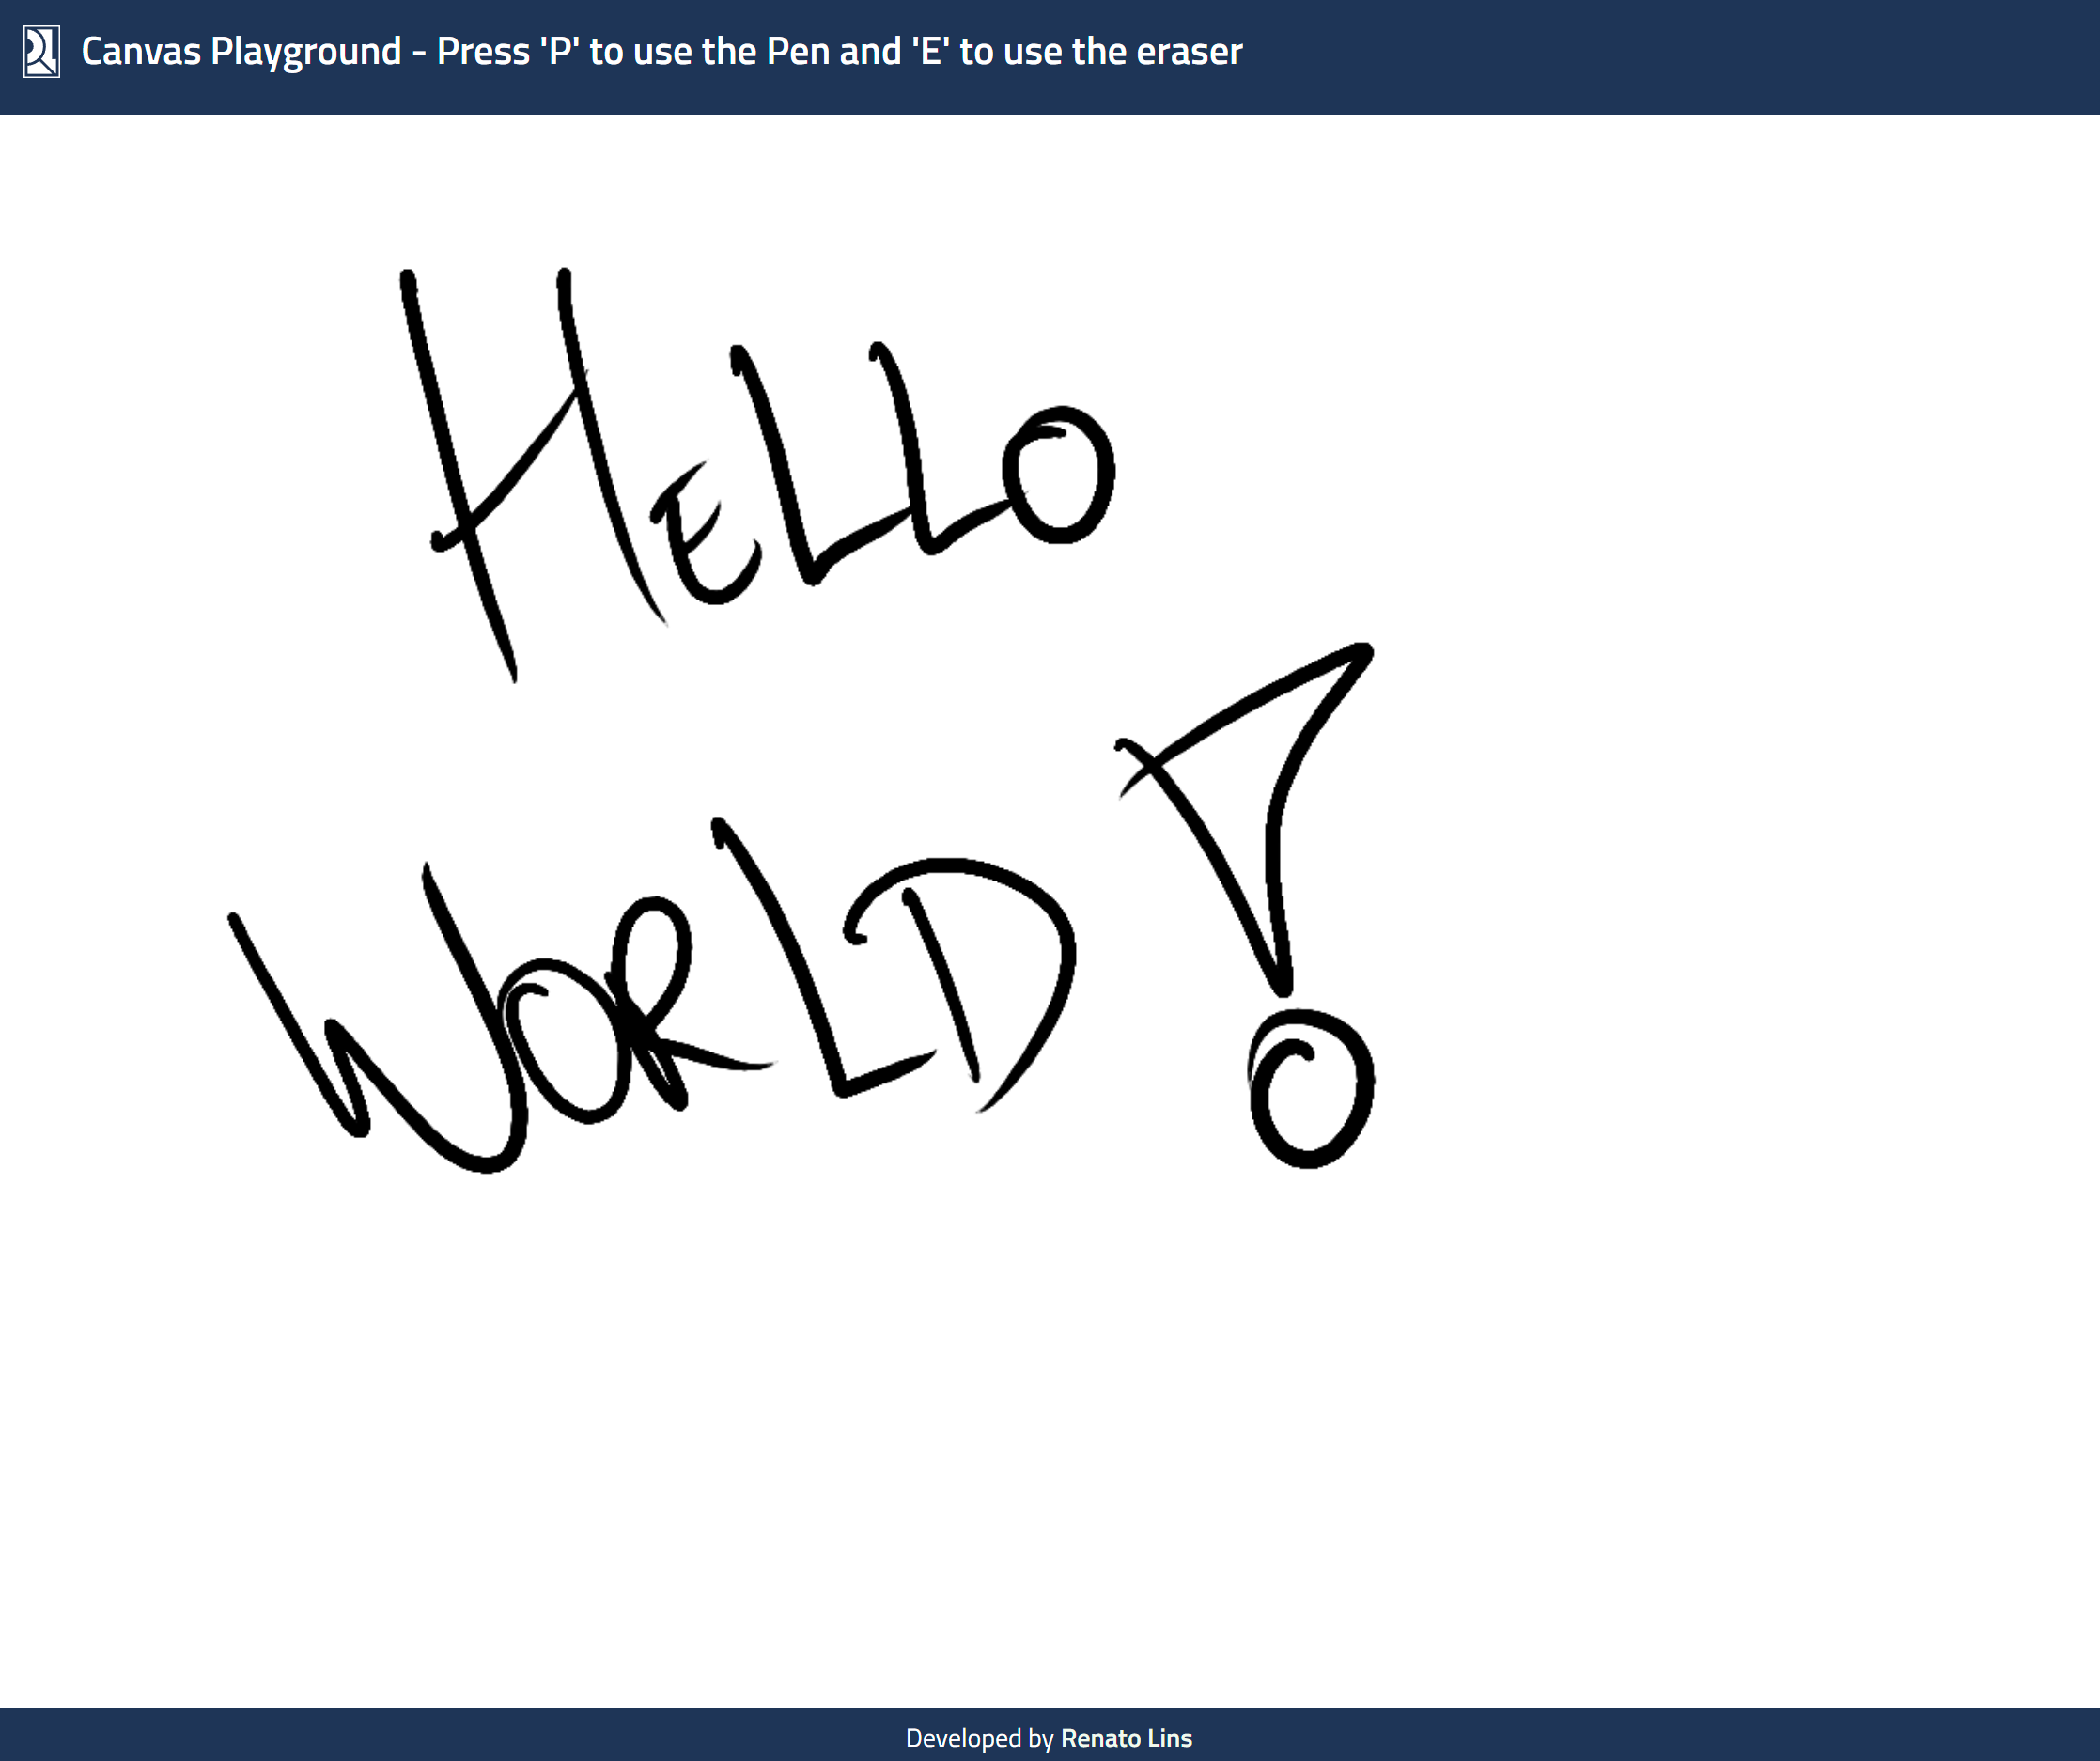 Canvas Playground - Press 'P' to use the Pen and 'E' to use the eraser
HELLO
WORLD!
Developed by Renato Lins